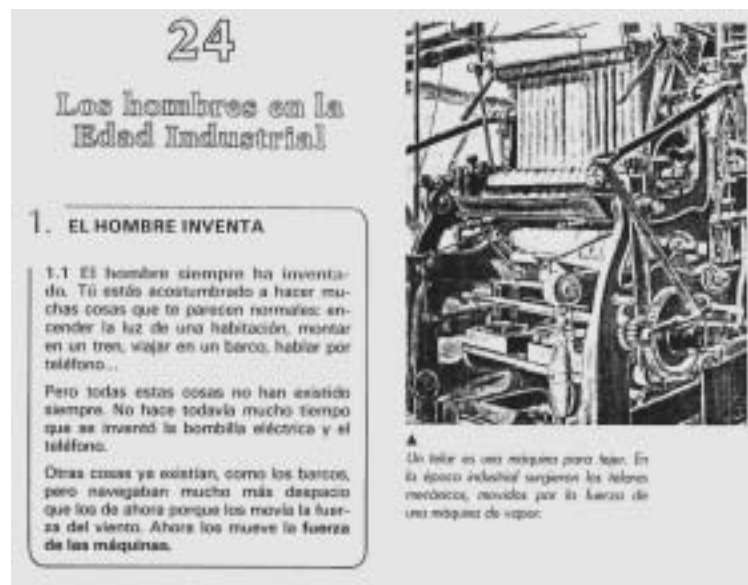 24
Los hombres en la
Edad Industrial
1. EL HOMBRE INVENTA
1.1 El hombre siempre ha inventa-
do. Tú estás acostumbrado a hacer mu-
chas cosas que te parecen normales: en-
cender la luz de una habitación, montar
en un tren, viajar en un barco, hablar por
teléfono...
Pero todas estas cosas no han existido
siempre. No hace todavía mucho tiempo
que se inventó la bombilla eléctrica y el
teléfono.
Otras cosas ya existían, como los barcos,
pero navegaban mucho más despacio
que los de ahora porque los movía la fuer-
za del viento. Ahora los mueve la fuerza
de las máquinas.
Un telar es una máquina para tejer. En
la época industrial surgieron los telares
mecánicos, movidos por la fuerza de
una máquina de vapor.